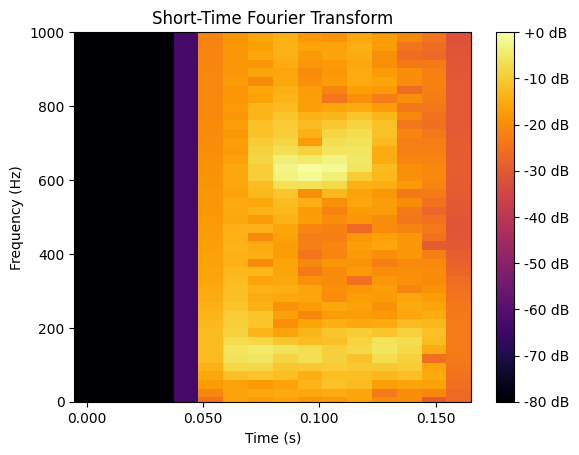 Short-Time Fourier Transform
1000
800
600
400
200
0
Frequency (Hz)
0.000
0.050
0.100
0.150
Time (s)
+0 dB
-10 dB
-20 dB
-30 dB
-40 dB
-50 dB
-60 dB
-70 dB
-80 dB